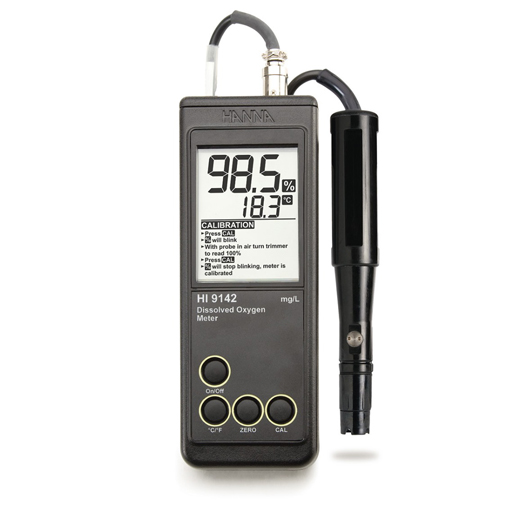 HANNA
98.5 %
18.3 °C
CALIBRATION
▸Press CAL
▸% will blink
▸With probe in air turn trimmer
to read 100%
▸Press CAL
▸% will stop blinking, meter is
calibrated
HI 9142 mg/L
Dissolved Oxygen
Meter
On/Off
°C/°F ZERO CAL